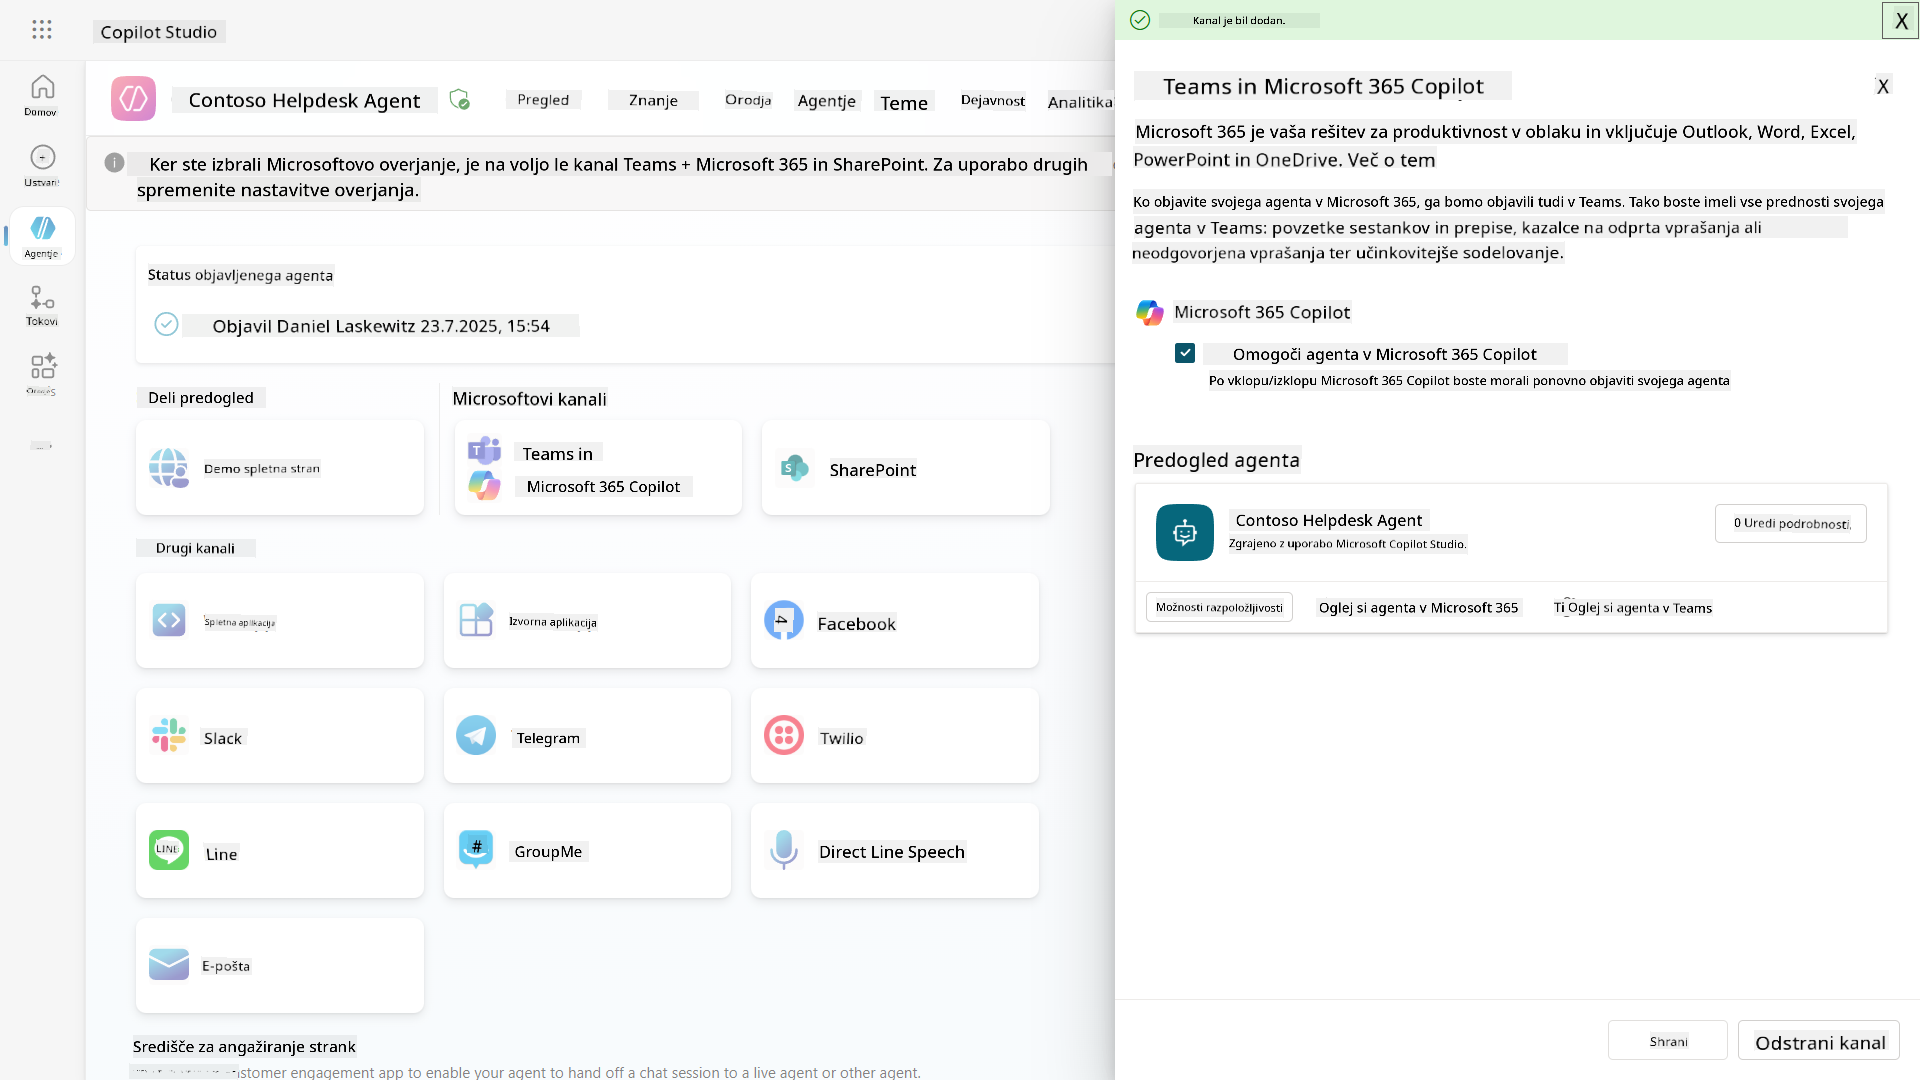 Copilot Studio
Kanal je bil dodan.
X
Domov
Ustvari
Agentje
Tokovi
Contoso Helpdesk Agent
Pregled
Znanje
Orodja
Agentje
Teme
Dejavnost
Analitika
Ker ste izbrali Microsoftovo overjanje, je na voljo le kanal Teams + Microsoft 365 in SharePoint. Za uporabo drugih
spremenite nastavitve overjanja.
Status objavljenega agenta
Objavil Daniel Laskewitz 23.7.2025, 15:54
Deli predogled
Microsoftovi kanali
Demo spletna stran
Teams in
Microsoft 365 Copilot
SharePoint
Drugi kanali
Spletna aplikacija
Izvorna aplikacija
Facebook
Slack
Telegram
Twilio
LINE
Line
#
GroupMe
Direct Line Speech
E-pošta
Središče za angažiranje strank
stomer engagement app to enable your agent to hand off a chat session to a live agent or other agent.
Teams in Microsoft 365 Copilot
X
Microsoft 365 je vaša rešitev za produktivnost v oblaku in vključuje Outlook, Word, Excel,
PowerPoint in OneDrive. Več o tem
Ko objavite svojega agenta v Microsoft 365, ga bomo objavili tudi v Teams. Tako boste imeli vse prednosti svojega
agenta v Teams: povzetke sestankov in prepise, kazalce na odprta vprašanja ali
neodgovorjena vprašanja ter učinkovitejše sodelovanje.
Microsoft 365 Copilot
Omogoči agenta v Microsoft 365 Copilot
Po vklopu/izklopu Microsoft 365 Copilot boste morali ponovno objaviti svojega agenta
Predogled agenta
Contoso Helpdesk Agent
Zgrajeno z uporabo Microsoft Copilot Studio.
0 Uredi podrobnosti.
Možnosti razpoložljivosti
Oglej si agenta v Microsoft 365
Ti Oglej si agenta v Teams
Shrani
Odstrani kanal